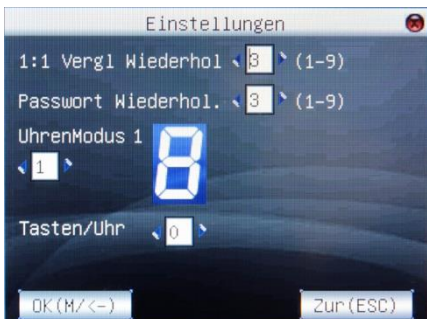 Einstellungen
1:1 Vergl Wiederhol 3 (1-9)
Passwort Wiederhol. 3 (1-9)
UhrenModus 1
8
1
Tasten/Uhr 0
OK(M/<-) Zur(ESC)